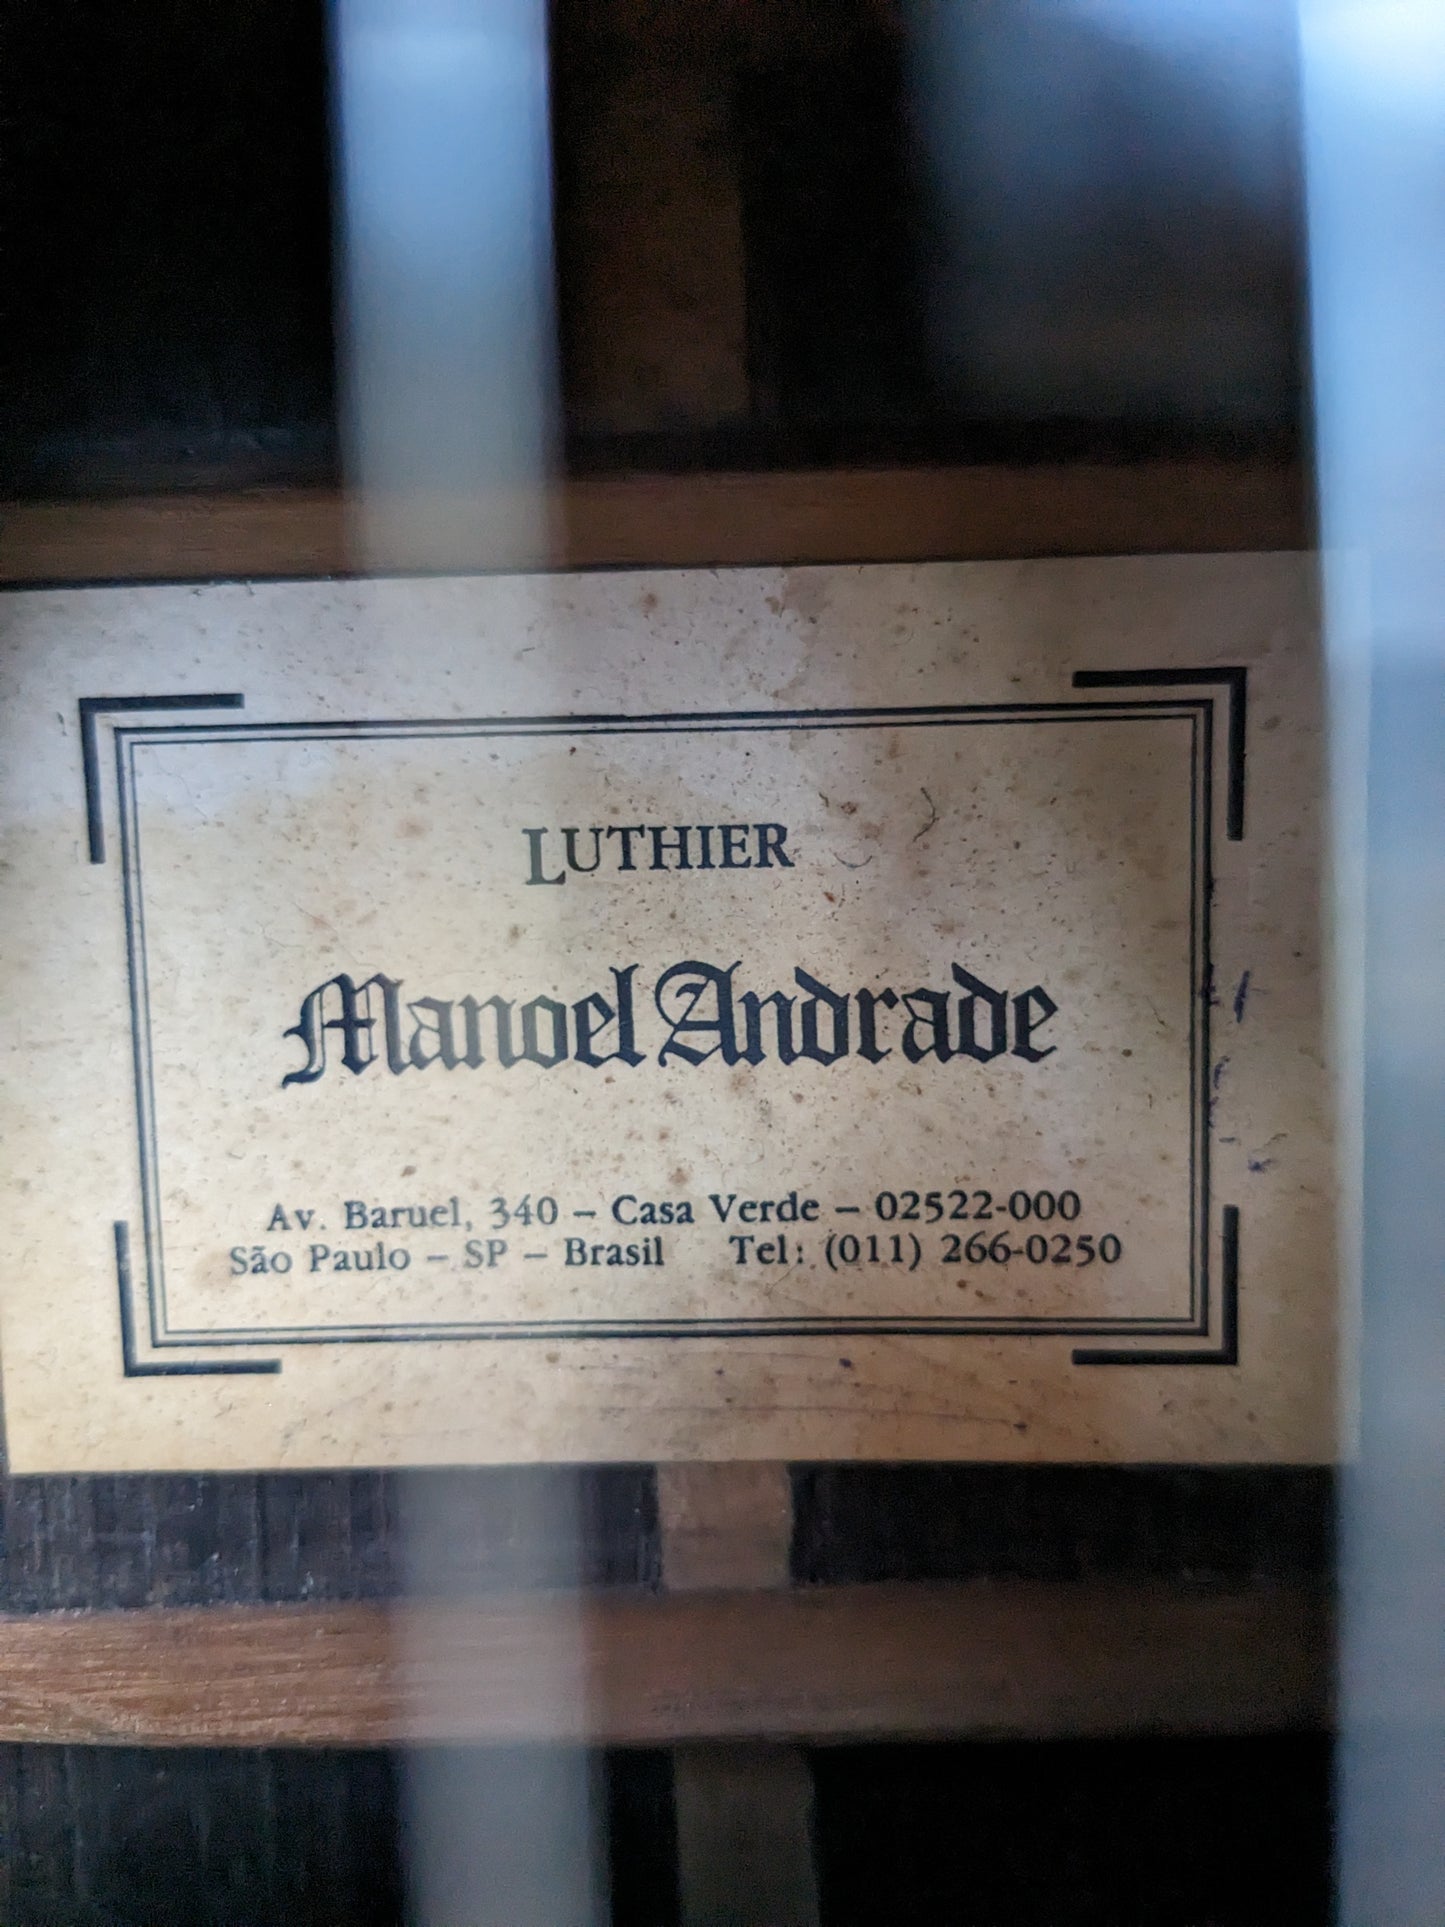 LUTHIER
Manoel Andrade
Av. Baruel, 340 – Casa Verde – 02522-000
São Paulo – SP – Brasil Tel: (011) 266-0250